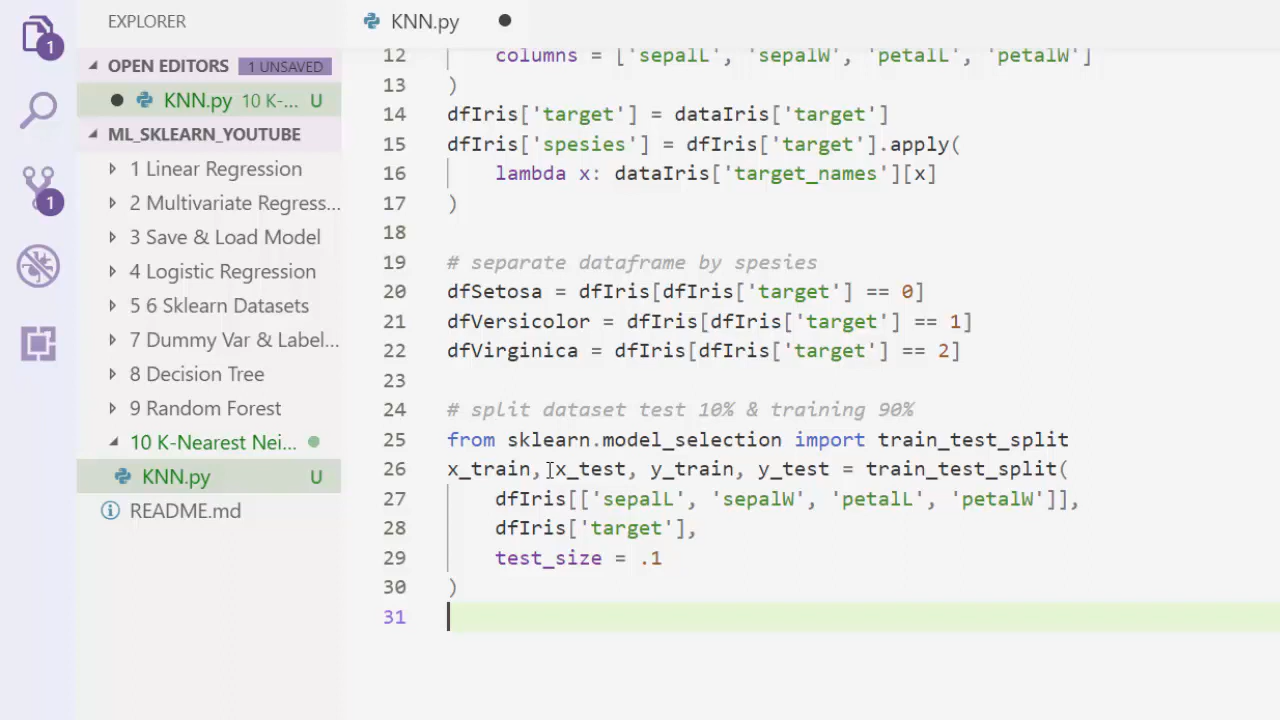 EXPLORER
OPEN EDITORS 1 UNSAVED
KNN.py 10 K-... U
ML_SKLEARN_YOUTUBE
1 Linear Regression
2 Multivariate Regress...
3 Save & Load Model
4 Logistic Regression
5 6 Sklearn Datasets
7 Dummy Var & Label...
8 Decision Tree
9 Random Forest
10 K-Nearest Nei...
KNN.py U
README.md
1
1
KNN.py
12 columns = ['sepalL', 'sepalW', 'petalL', 'petalW']
13 )
14 dfIris['target'] = dataIris['target']
15 dfIris['spesies'] = dfIris['target'].apply(
16 lambda x: dataIris['target_names'][x]
17 )
18
19 # separate dataframe by spesies
20 dfSetosa = dfIris[dfIris['target'] == 0]
21 dfVersicolor = dfIris[dfIris['target'] == 1]
22 dfVirginica = dfIris[dfIris['target'] == 2]
23
24 # split dataset test 10% & training 90%
25 from sklearn.model_selection import train_test_split
26 x_train, x_test, y_train, y_test = train_test_split(
27 dfIris[['sepalL', 'sepalW', 'petalL', 'petalW']],
28 dfIris['target'],
29 test_size = .1
30 )
31